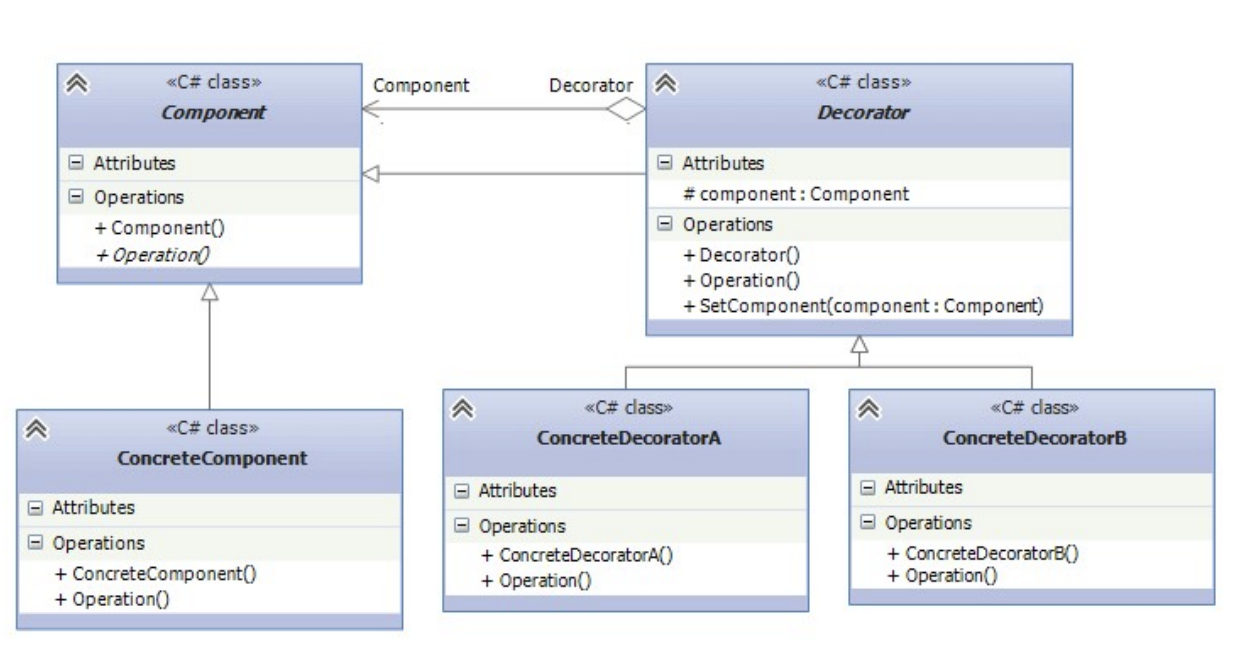 «C# class»
Component
Attributes
Operations
+ Component()
+ Operation()
Component
Decorator
«C# class»
Decorator
Attributes
# component : Component
Operations
+ Decorator()
+ Operation()
+ SetComponent(component : Component)
«C# class»
ConcreteComponent
Attributes
Operations
+ ConcreteComponent()
+ Operation()
«C# class»
ConcreteDecoratorA
Attributes
Operations
+ ConcreteDecoratorA()
+ Operation()
«C# class»
ConcreteDecoratorB
Attributes
Operations
+ ConcreteDecoratorB()
+ Operation()